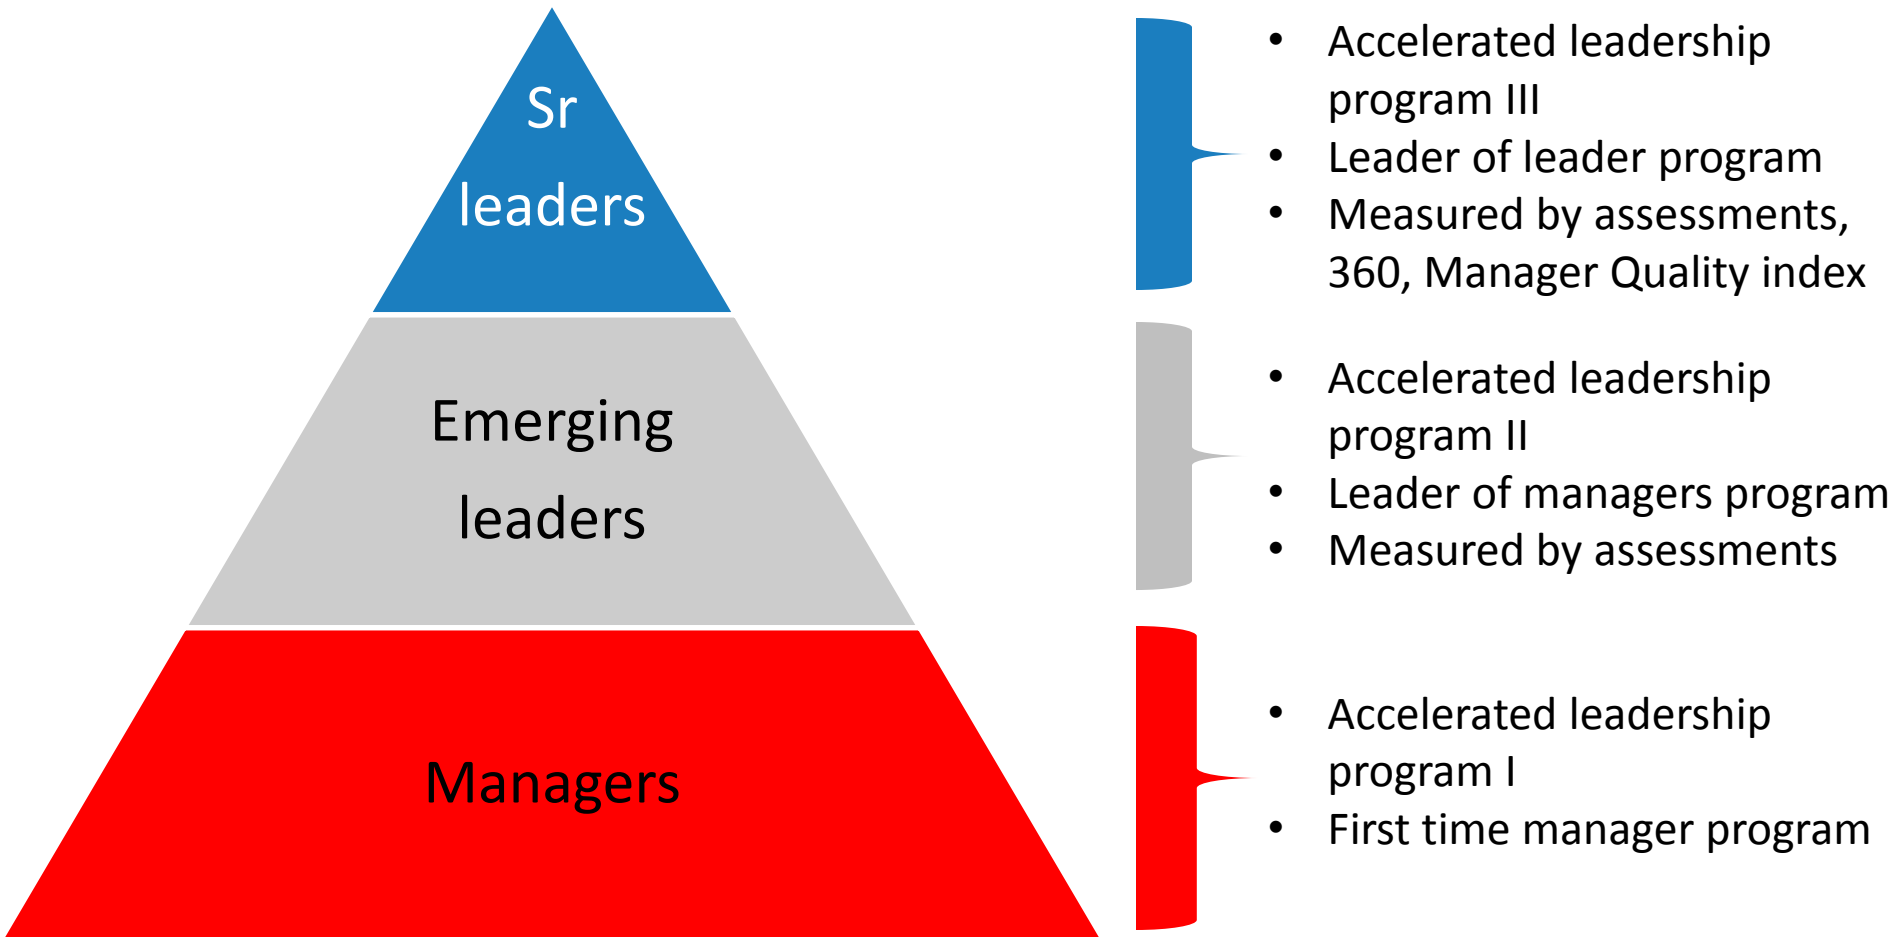 Sr
leaders
• Accelerated leadership
program III
• Leader of leader program
• Measured by assessments,
360, Manager Quality index
Emerging
leaders
• Accelerated leadership
program II
• Leader of managers program
• Measured by assessments
Managers
• Accelerated leadership
program I
• First time manager program